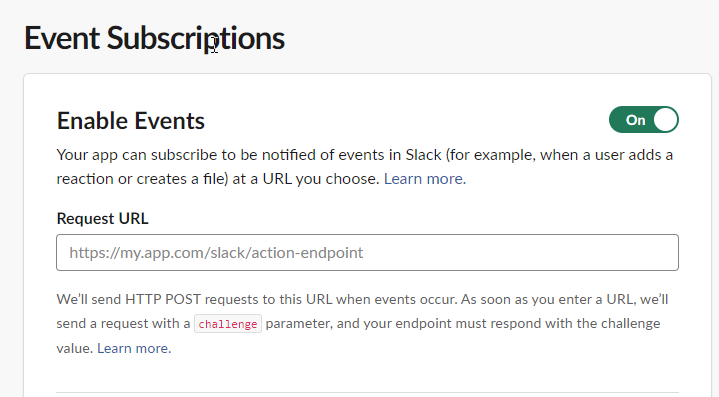 Event Subscriptions
Enable Events
On
Your app can subscribe to be notified of events in Slack (for example, when a user adds a
reaction or creates a file) at a URL you choose. Learn more.
Request URL
https://my.app.com/slack/action-endpoint
We’ll send HTTP POST requests to this URL when events occur. As soon as you enter a URL, we’ll
send a request with a challenge parameter, and your endpoint must respond with the challenge
value. Learn more.